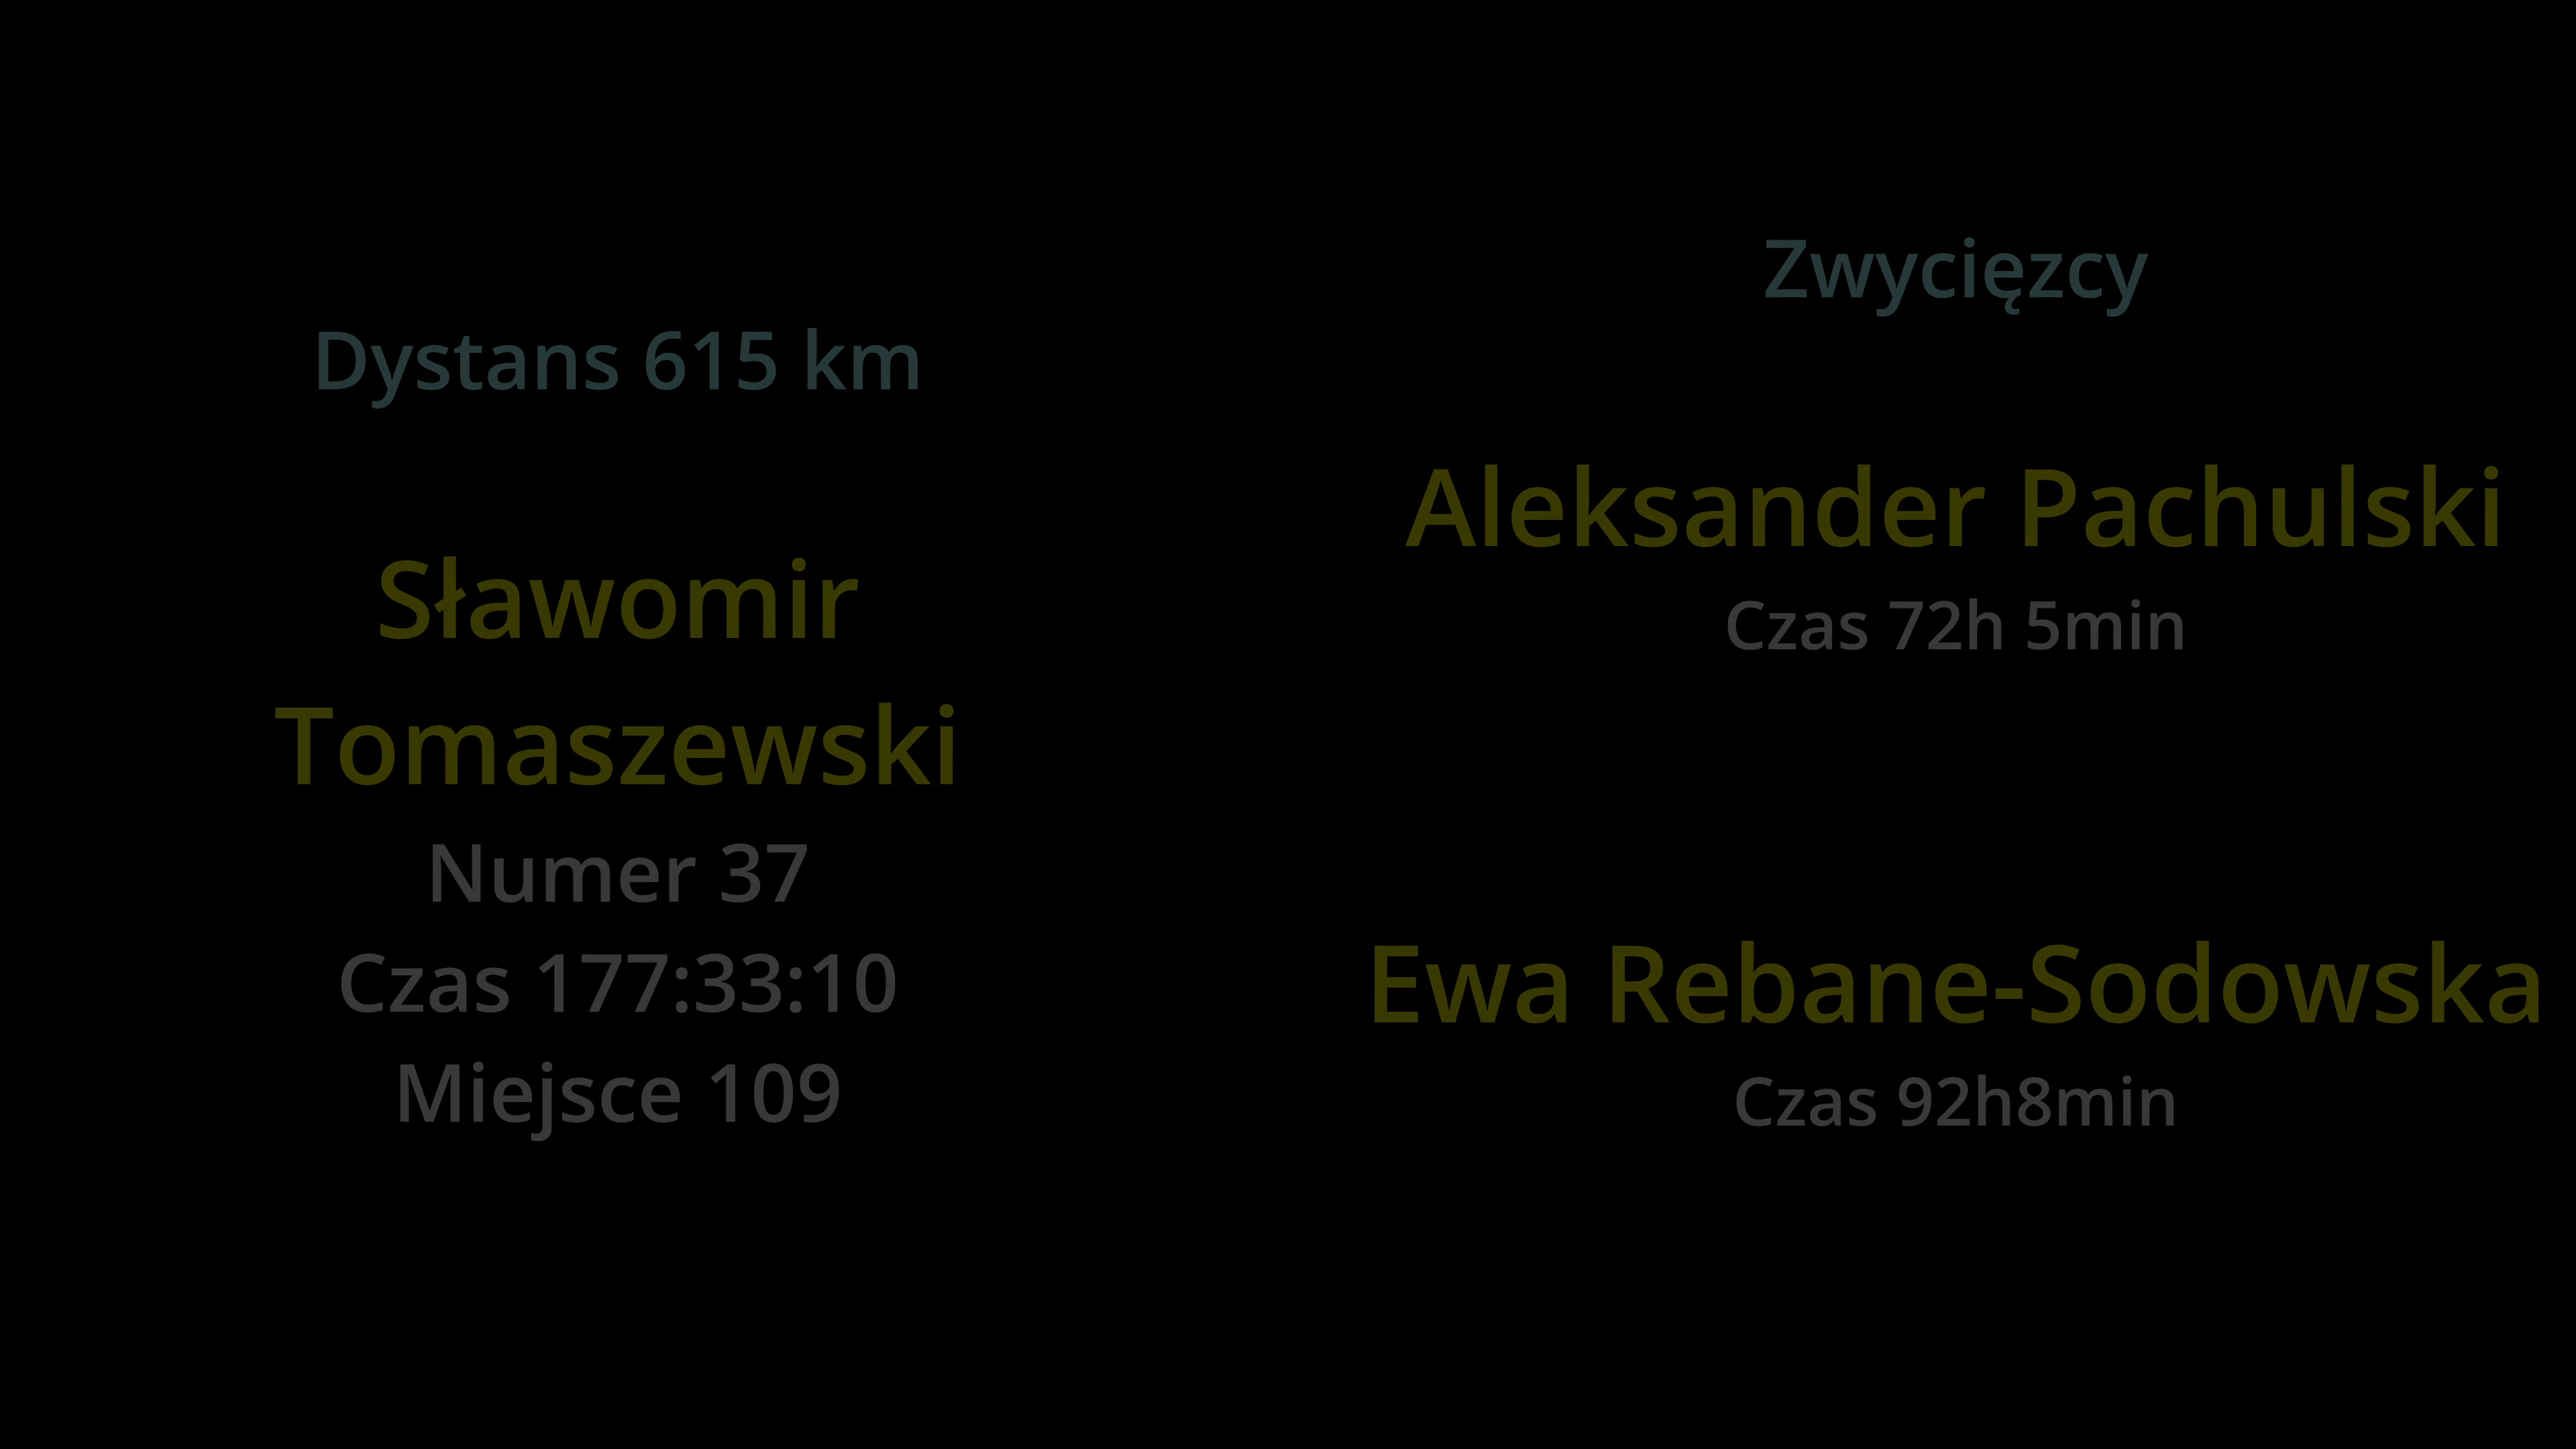 Dystans 615 km
Sławomir
Tomaszewski
Numer 37
Czas 177:33:10
Miejsce 109
Zwycięzcy
Aleksander Pachulski
Czas 72h 5min
Ewa Rebane-Sodowska
Czas 92h8min